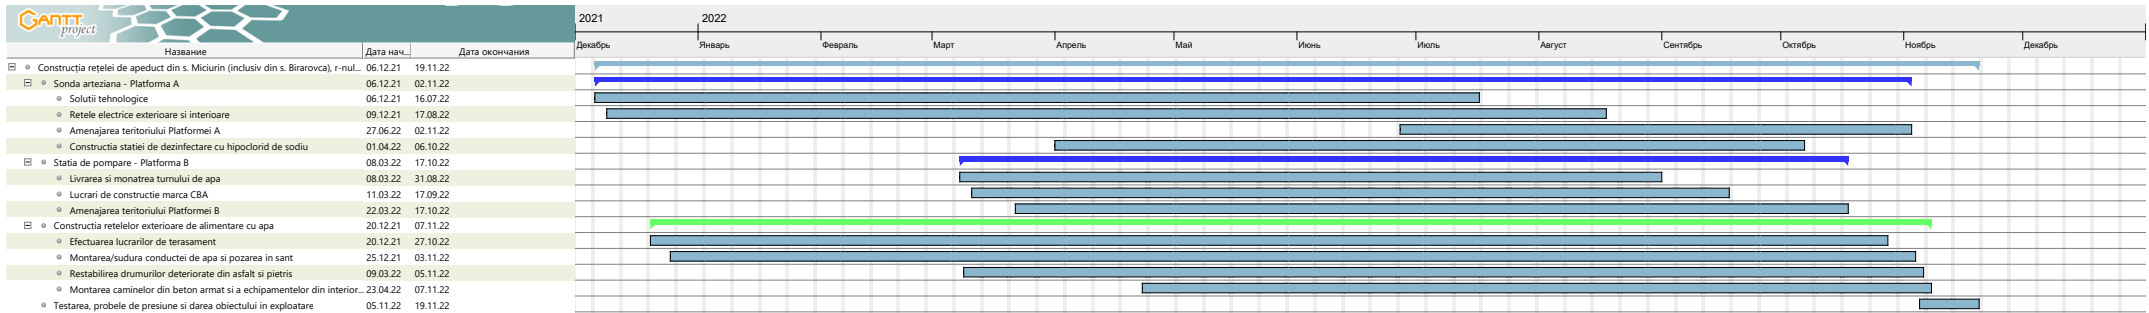 GANTT
project
2021 2022
Название Дата нач... Дата окончания Декабрь Январь Февраль Март Апрель Май Июнь Июль Август Сентябрь Октябрь Ноябрь Декабрь
Construcția rețelei de apeduct din s. Miciurin (inclusiv din s. Birarovca), r-nul... 06.12.21 19.11.22
Sonda arteziana - Platforma A 06.12.21 02.11.22
Solutii tehnologice 06.12.21 16.07.22
Retele electrice exterioare si interioare 09.12.21 17.08.22
Amenajarea teritoriului Platformei A 27.06.22 02.11.22
Constructia statiei de dezinfectare cu hipoclorid de sodiu 01.04.22 06.10.22
Statia de pompare - Platforma B 08.03.22 17.10.22
Livrarea si monatrea turnului de apa 08.03.22 31.08.22
Lucrari de constructie marca CBA 11.03.22 17.09.22
Amenajarea teritoriului Platformei B 22.03.22 17.10.22
Constructia retelelor exterioare de alimentare cu apa 20.12.21 07.11.22
Efectuarea lucrarilor de terasament 20.12.21 27.10.22
Montarea/sudura conductei de apa si pozarea in sant 25.12.21 03.11.22
Restabilirea drumurilor deteriorate din asfalt si pietris 09.03.22 05.11.22
Montarea caminelor din beton armat si a echipamentelor din interior... 23.04.22 07.11.22
Testarea, probele de presiune si darea obiectului in exploatare 05.11.22 19.11.22